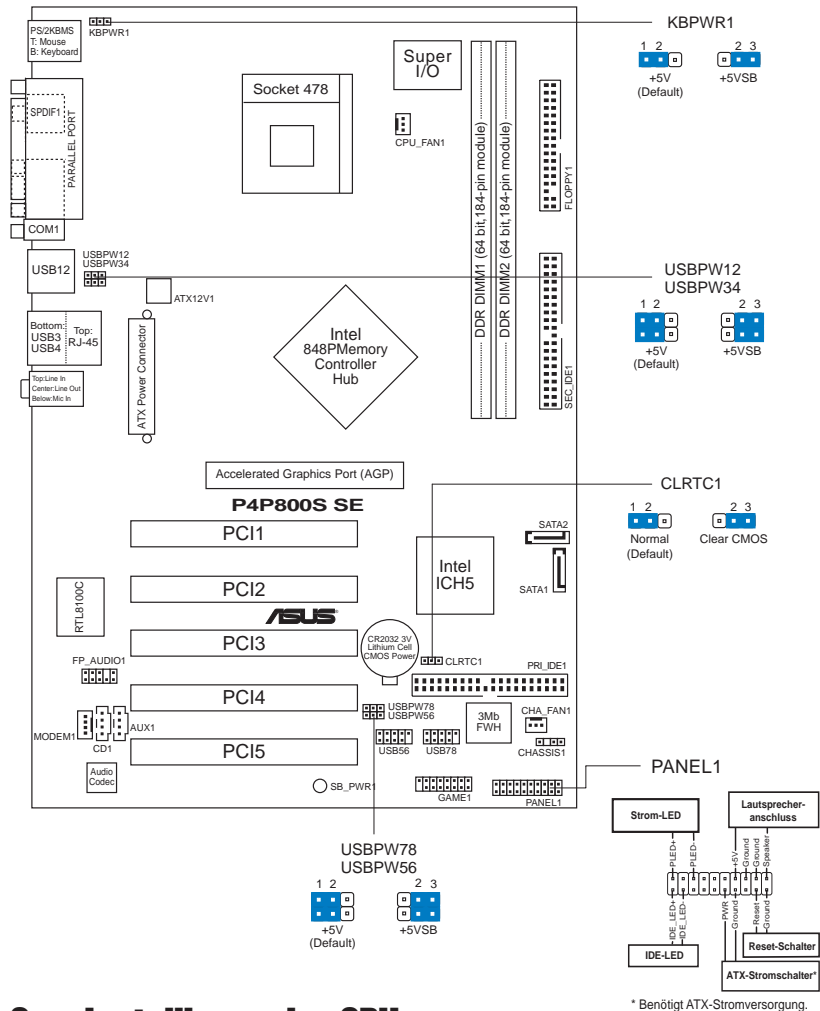 PS/2KBMS
T: Mouse
B: Keyboard
KBPWR1
KBPWR1
1 2
2 3
+5V
(Default)
+5VSB
Super
I/O
Socket 478
CPU_FAN1
SPDIF1
PARALLEL PORT
COM1
DDR DIMM1 (64 bit,184-pin module)
DDR DIMM2 (64 bit,184-pin module)
FLOPPY1
USB12
USBPW12
USBPW34
ATX12V1
USBPW12
USBPW34
1 2
2 3
+5V
(Default)
+5VSB
Bottom:
USB3
USB4
Top:
RJ-45
Top:Line In
Center:Line Out
Below:Mic In
ATX Power Connector
Intel
848PMemory
Controller
Hub
SEC_IDE1
Accelerated Graphics Port (AGP)
P4P800S SE
CLRTC1
1 2
2 3
Normal
(Default)
Clear CMOS
PCI1
SATA2
SATA1
Intel
ICH5
PCI2
RTL8100C
ASUS
PCI3
CR2032 3V
Lithium Cell
CMOS Power
CLRTC1
PRI_IDE1
FP_AUDIO1
PCI4
USBPW78
USBPW56
3Mb
FWH
CHA_FAN1
MODEM1
CD1
AUX1
USB56
USB78
CHASSIS1
PCI5
Audio
Codec
SB_PWR1
GAME1
PANEL1
PANEL1
Strom-LED
Lautsprecher-
anschluss
PLED+
PLED-
+5V
Ground
Ground
Speaker
IDE_LED+
IDE_LED-
PWR
Ground
Reset
Ground
IDE-LED
Reset-Schalter
ATX-Stromschalter*
* Benötigt ATX-Stromversorgung.
USBPW78
USBPW56
1 2
2 3
+5V
(Default)
+5VSB